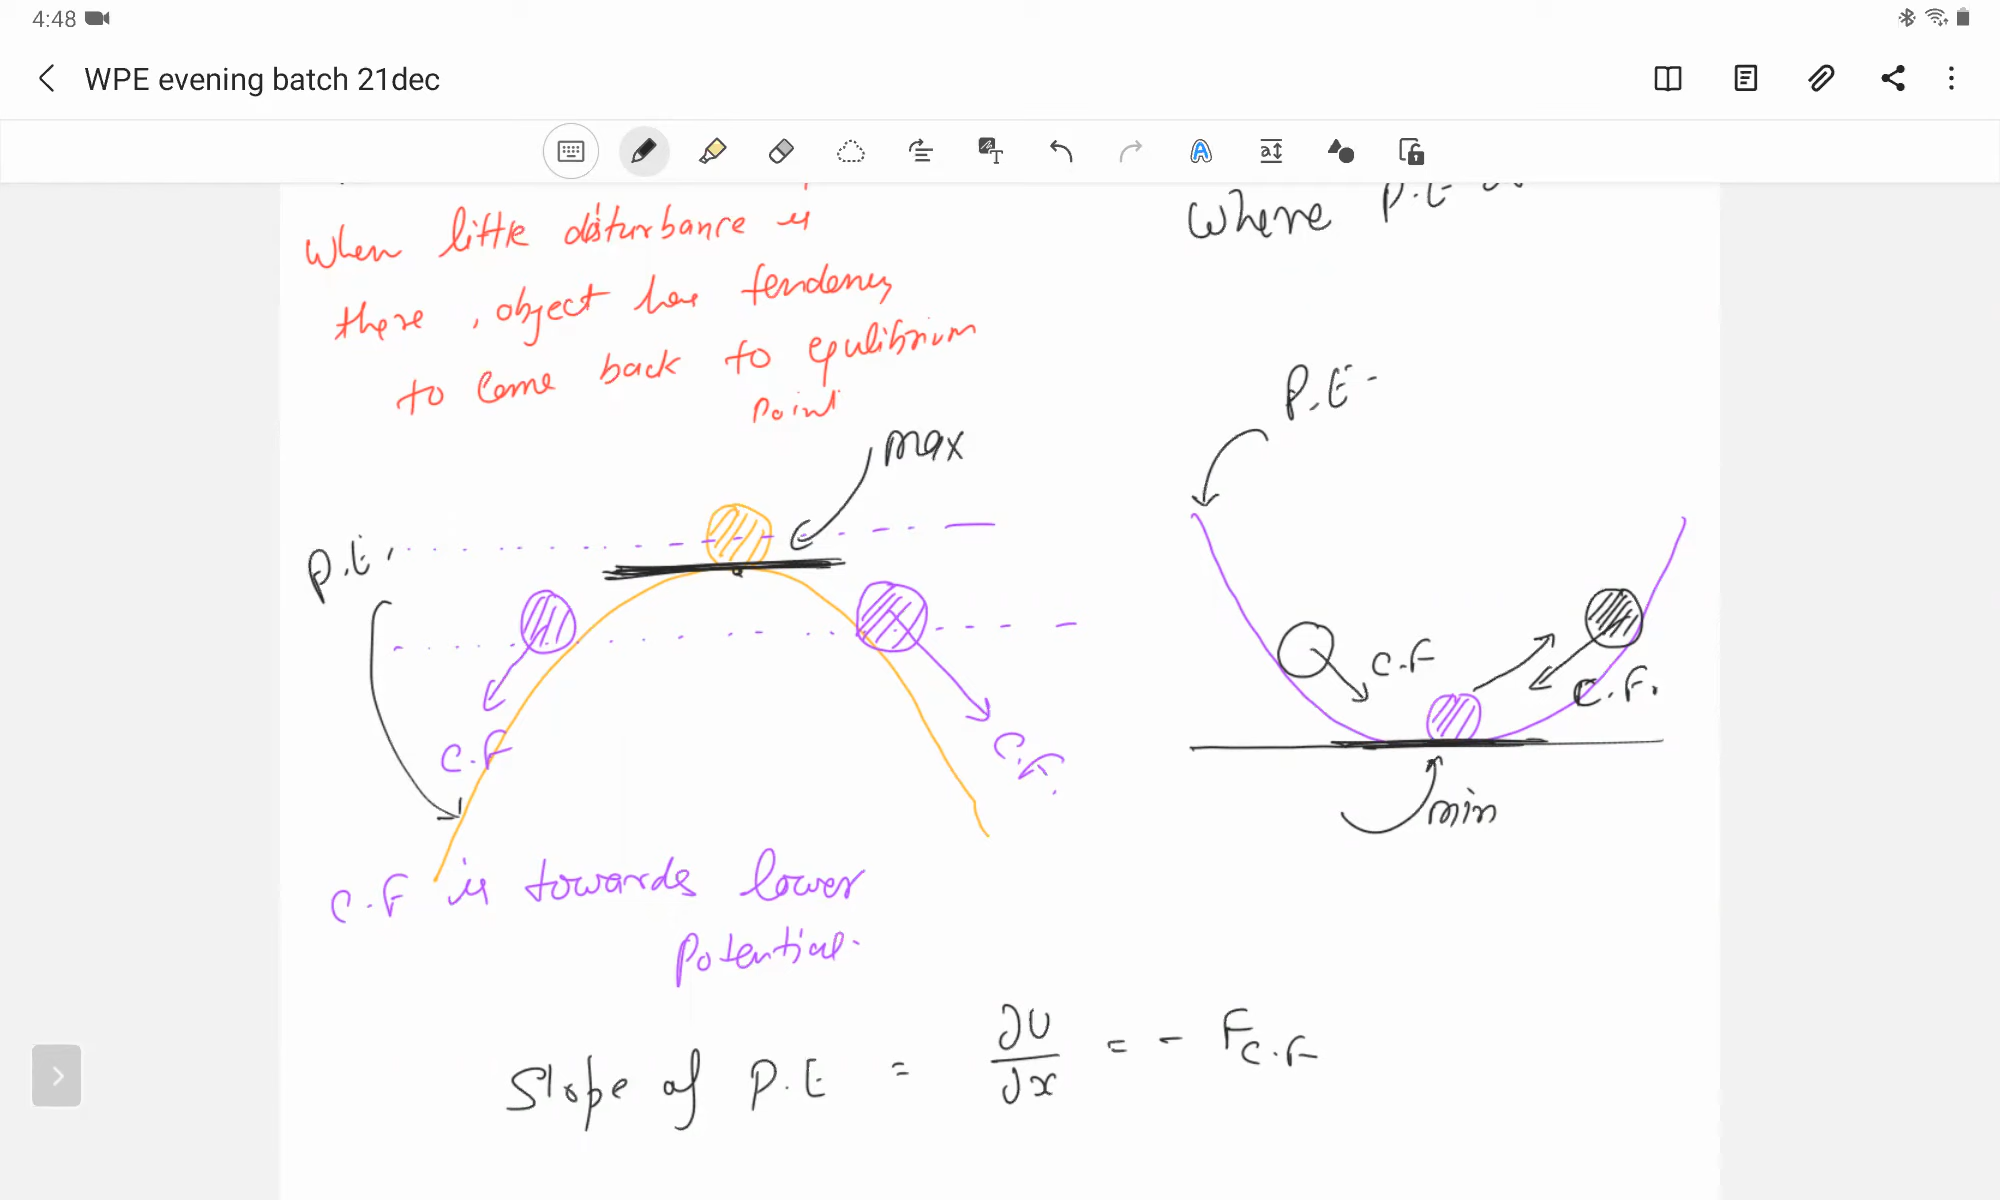 4:48
WPE evening batch 21dec
When little disturbance is
there, object has tendency
to come back to equlibrium
point
Where P.E
max
P.E
P.E
C.F
C.F.
C.F
C.F.
min
C.F is towards lower
potential.
Slope of P.E = ∂U/∂x = - F C.F